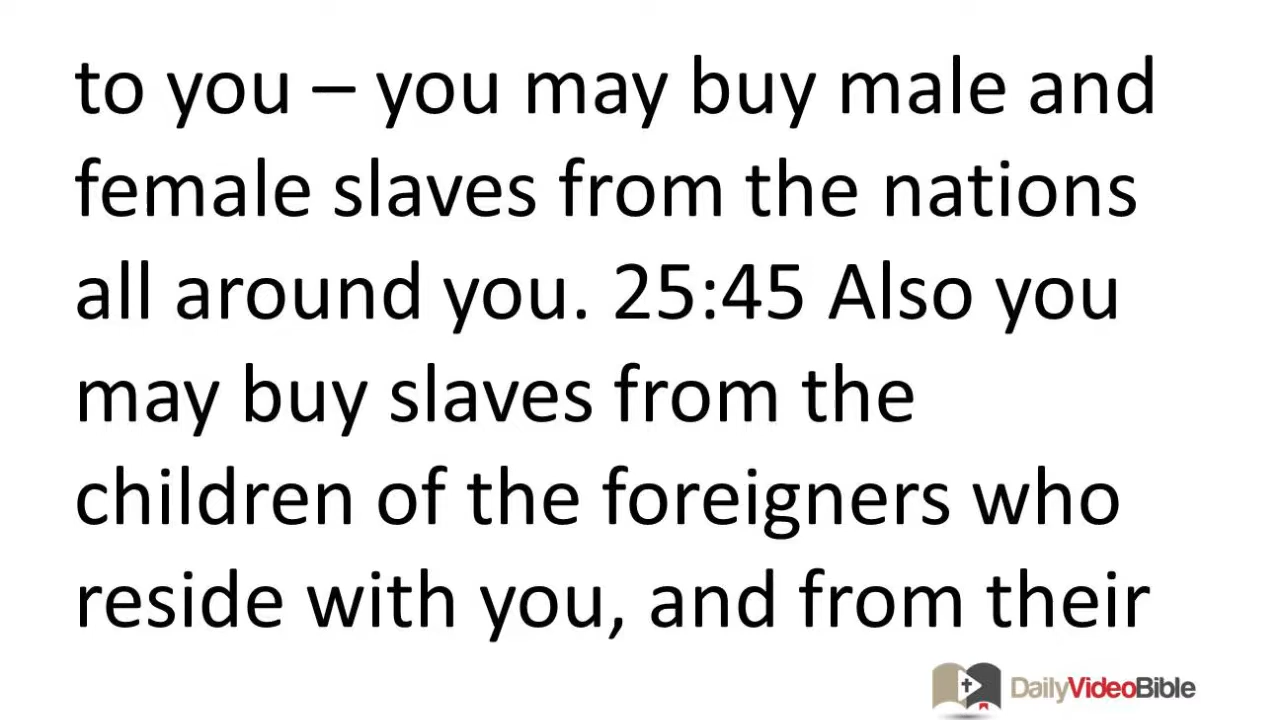 to you – you may buy male and
female slaves from the nations
all around you. 25:45 Also you
may buy slaves from the
children of the foreigners who
reside with you, and from their
DailyVideoBible